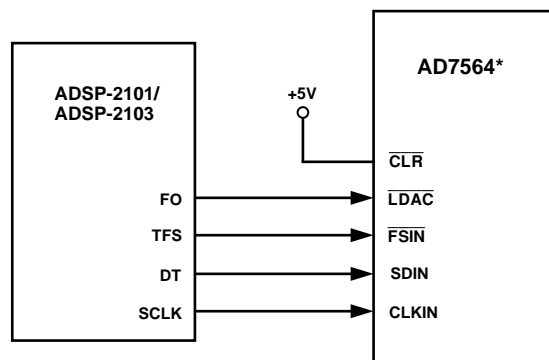 ADSP-2101/
ADSP-2103
FO
TFS
DT
SCLK
+5V
AD7564*
CLR
LDAC
FSIN
SDIN
CLKIN